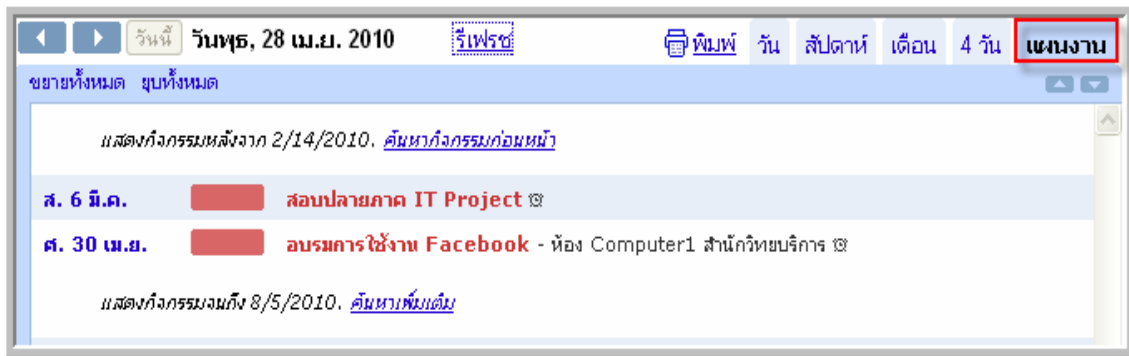 วันนี้ วันพุธ, 28 เม.ย. 2010 รีเฟรช พิมพ์ วัน สัปดาห์ เดือน 4 วัน แผนงาน
ขยายทั้งหมด ยุบทั้งหมด
แสดงกิจกรรมหลังจาก 2/14/2010. ค้นหากิจกรรมก่อนหน้า
ส. 6 มี.ค. สอบปลายภาค IT Project
ศ. 30 เม.ย. อบรมการใช้งาน Facebook - ห้อง Computer1 สำนักวิทยบริการ
แสดงกิจกรรมจนถึง 8/5/2010. ค้นหาเพิ่มเติม